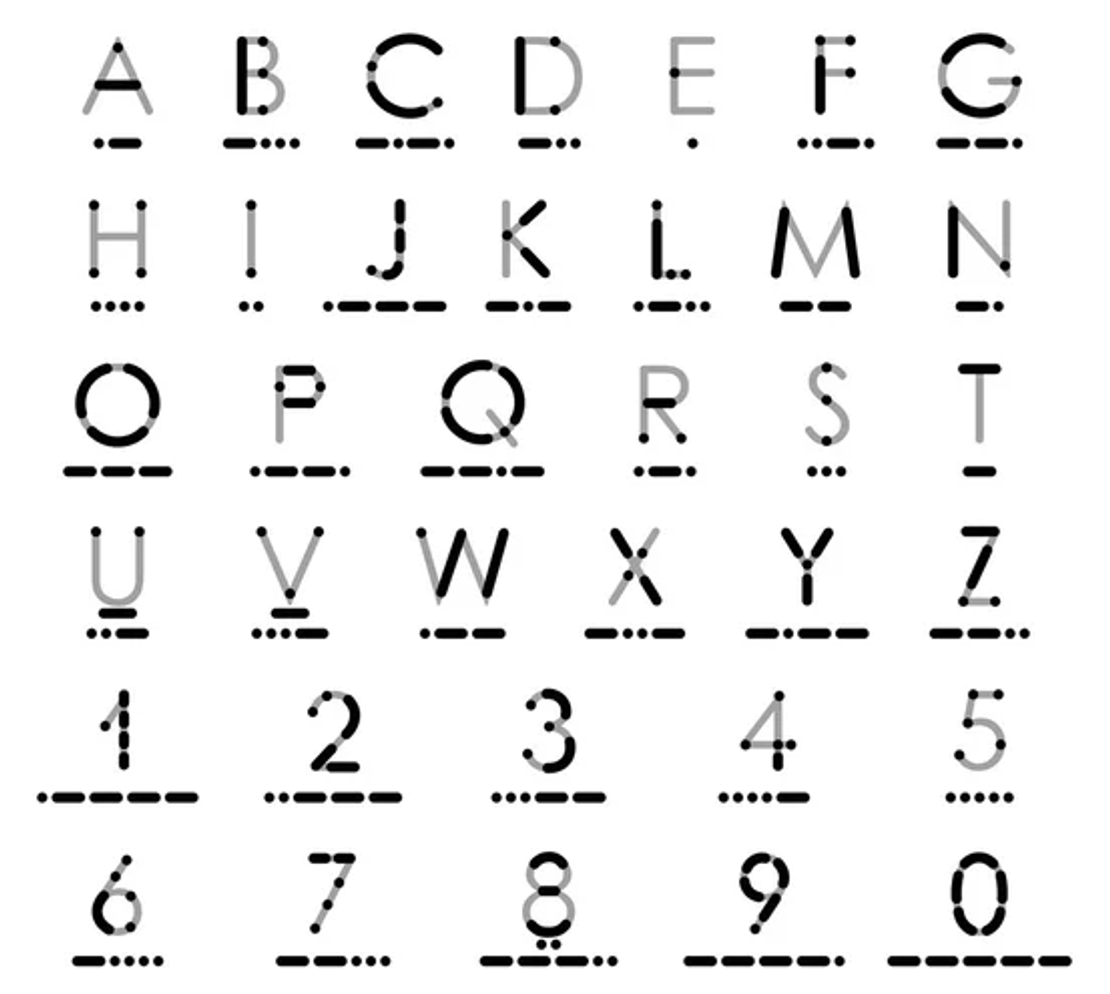 A B C D E F G
•— —••• —•—• —•• • ••—• ——•
H I J K L M N
•••• •• •——— —•— •—•• —— —•
O P Q R S T
——— •——• ——•— •—• ••• —
U V W X Y Z
••— •••— •—— —••— —•—— ——••
1 2 3 4 5
•———— ••——— •••—— ••••— •••••
6 7 8 9 0
—•••• ——••• ———•• ————• —————